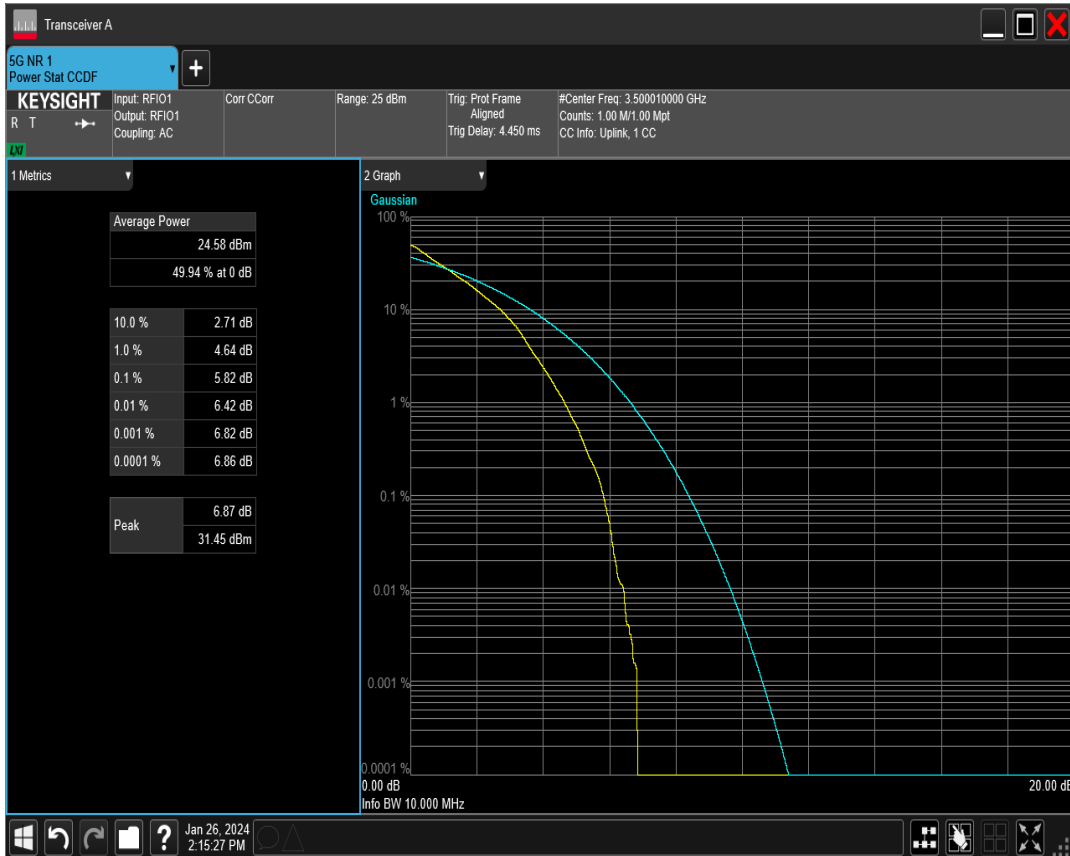 Transceiver A
5G NR 1
Power Stat CCDF
+
KEYSIGHT
R T
LXI
Input: RFIO1
Output: RFIO1
Coupling: AC
Corr CCorr
Range: 25 dBm
Trig: Prot Frame
Aligned
Trig Delay: 4.450 ms
#Center Freq: 3.500010000 GHz
Counts: 1.00 M/1.00 Mpt
CC Info: Uplink, 1 CC
1 Metrics
Average Power
24.58 dBm
49.94 % at 0 dB
10.0 % 2.71 dB
1.0 % 4.64 dB
0.1 % 5.82 dB
0.01 % 6.42 dB
0.001 % 6.82 dB
0.0001 % 6.86 dB
Peak
6.87 dB
31.45 dBm
2 Graph
Gaussian
100 %
10 %
1 %
0.1 %
0.01 %
0.001 %
0.0001 %
0.00 dB 20.00 dB
Info BW 10.000 MHz
?
Jan 26, 2024
2:15:27 PM